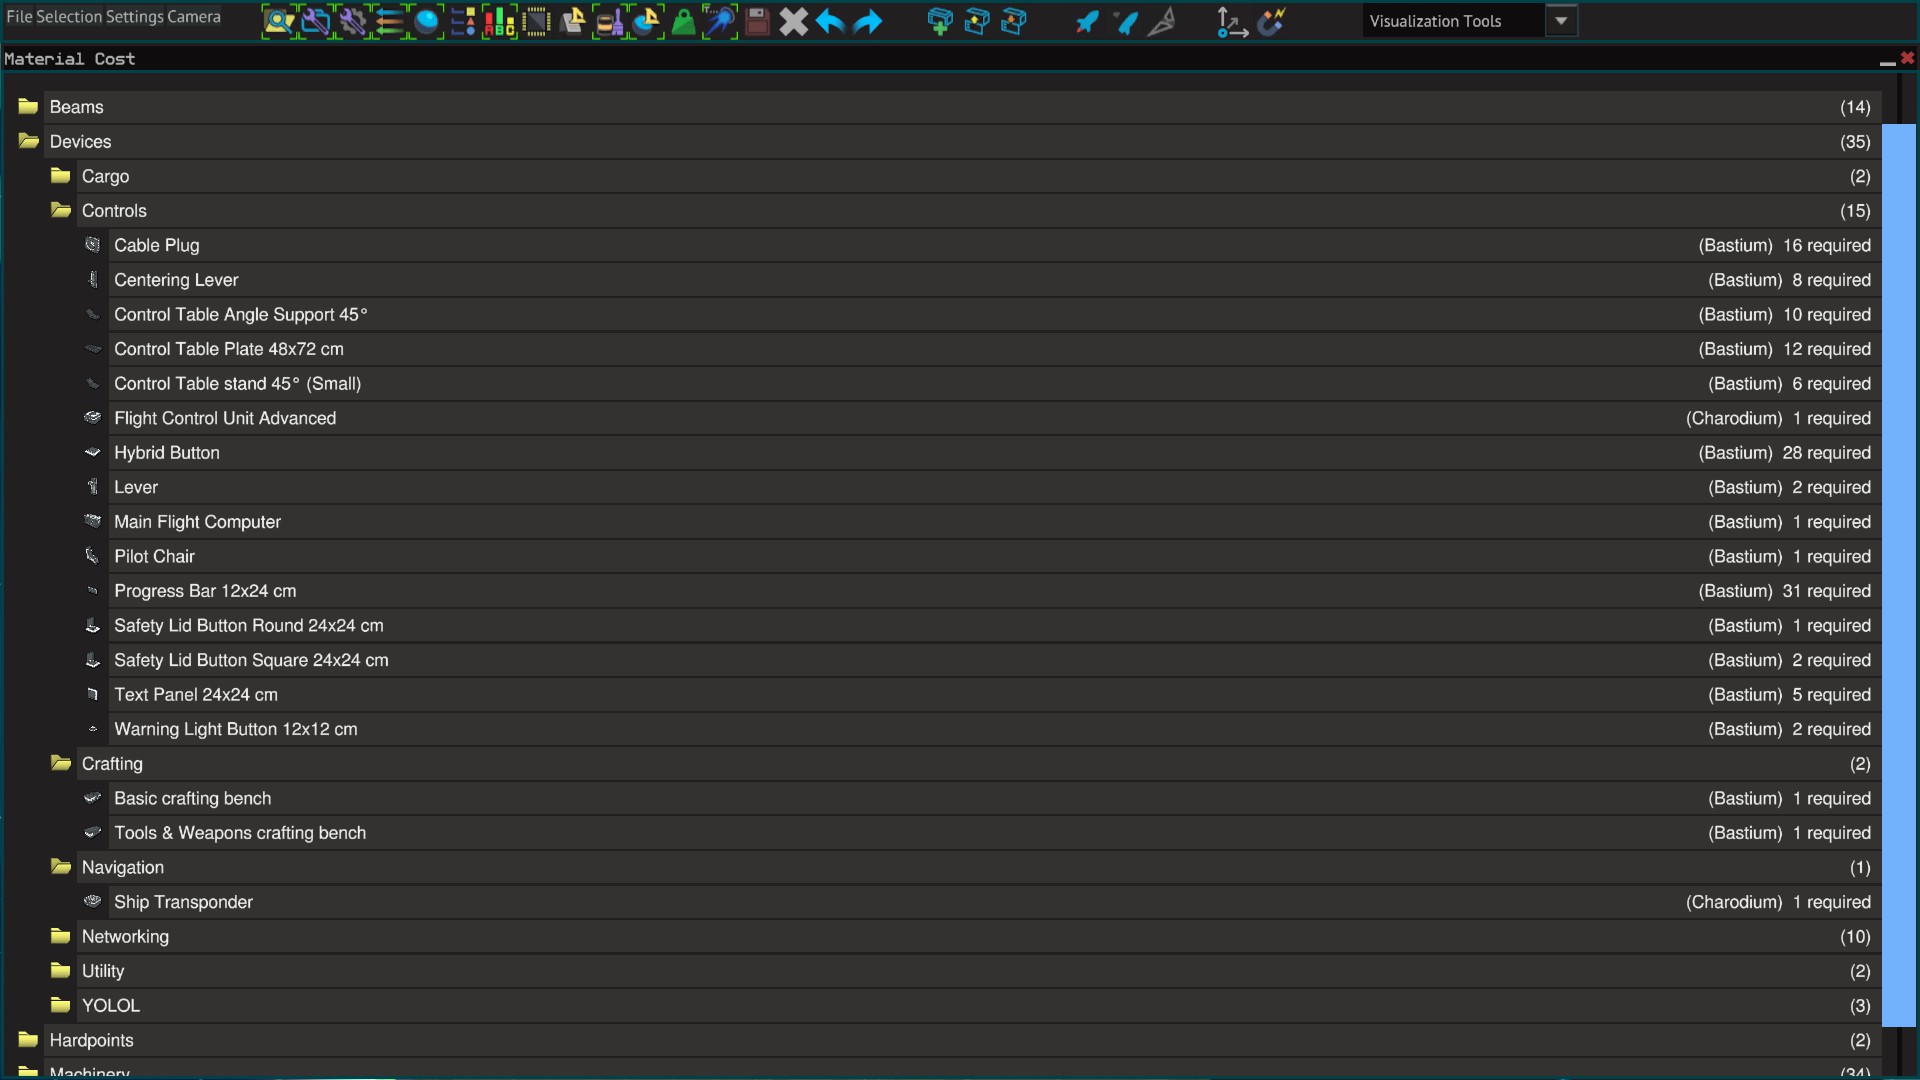 File Selection Settings Camera
ABC
Visualization Tools
Material Cost
Beams (14)
Devices (35)
Cargo (2)
Controls (15)
Cable Plug (Bastium) 16 required
Centering Lever (Bastium) 8 required
Control Table Angle Support 45° (Bastium) 10 required
Control Table Plate 48x72 cm (Bastium) 12 required
Control Table stand 45° (Small) (Bastium) 6 required
Flight Control Unit Advanced (Charodium) 1 required
Hybrid Button (Bastium) 28 required
Lever (Bastium) 2 required
Main Flight Computer (Bastium) 1 required
Pilot Chair (Bastium) 1 required
Progress Bar 12x24 cm (Bastium) 31 required
Safety Lid Button Round 24x24 cm (Bastium) 1 required
Safety Lid Button Square 24x24 cm (Bastium) 2 required
Text Panel 24x24 cm (Bastium) 5 required
Warning Light Button 12x12 cm (Bastium) 2 required
Crafting (2)
Basic crafting bench (Bastium) 1 required
Tools & Weapons crafting bench (Bastium) 1 required
Navigation (1)
Ship Transponder (Charodium) 1 required
Networking (10)
Utility (2)
YOLOL (3)
Hardpoints (2)
Machinery (34)